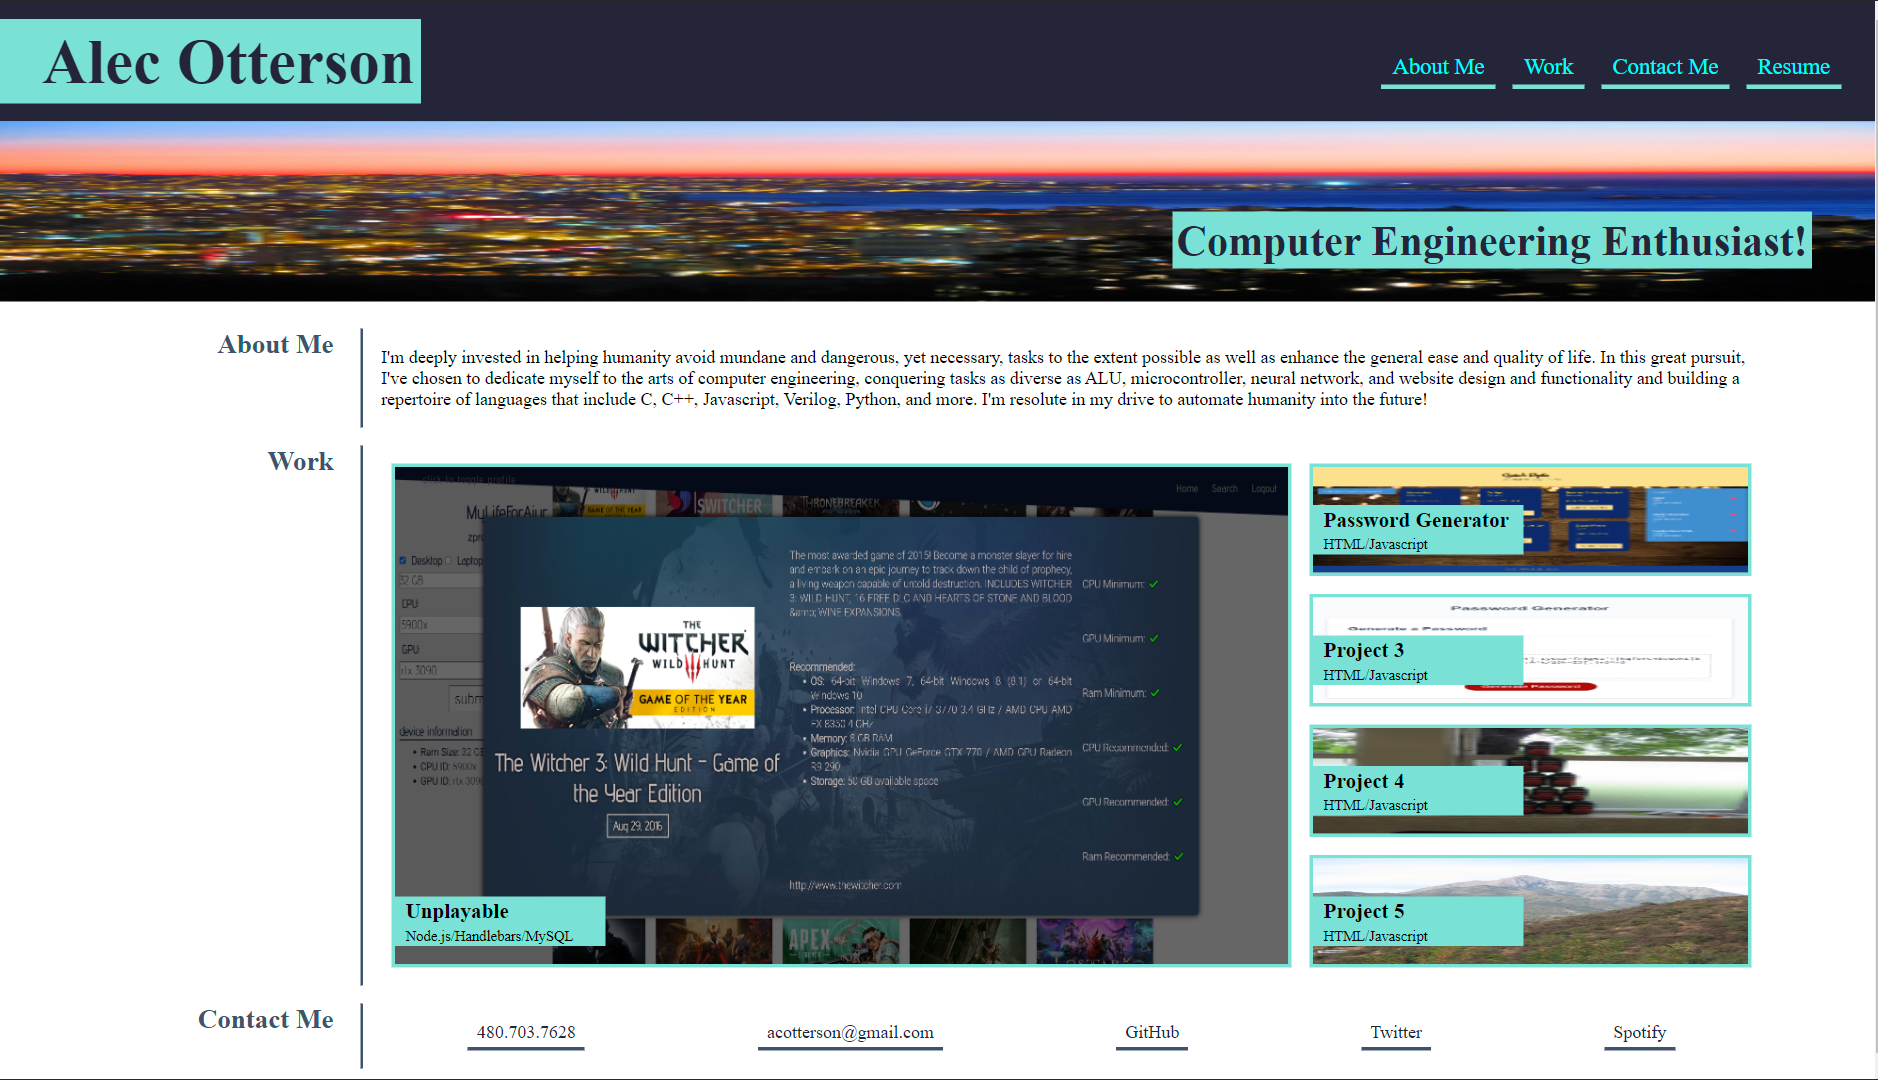 Alec Otterson
About Me
Work
Contact Me
Resume
Computer Engineering Enthusiast!
About Me
I'm deeply invested in helping humanity avoid mundane and dangerous, yet necessary, tasks to the extent possible as well as enhance the general ease and quality of life. In this great pursuit,
I've chosen to dedicate myself to the arts of computer engineering, conquering tasks as diverse as ALU, microcontroller, neural network, and website design and functionality and building a
repertoire of languages that include C, C++, Javascript, Verilog, Python, and more. I'm resolute in my drive to automate humanity into the future!
Work
click to toggle profile
Home
Search
Logout
WILD HUNT
GAME OF THE YEAR
SWITCHER
THRONEBREAKER
MyLifeForAiur
Desktop
Laptop
32 GB
CPU
5900x
GPU
rtx 3090
device information
Ram Size: 32 GB
CPU ID: 5900x
GPU ID: rtx 3090
THE
WITCHER
WILD HUNT
GAME OF THE YEAR
EDITION
The Witcher 3: Wild Hunt - Game of
the Year Edition
Aug 29, 2016
The most awarded game of 2015! Become a monster slayer for hire
and embark on an epic journey to track down the child of prophecy,
a living weapon capable of untold destruction. INCLUDES WITCHER
3: WILD HUNT, 16 FREE DLC AND HEARTS OF STONE AND BLOOD
&amp; WINE EXPANSIONS.
Recommended:
OS: 64-bit Windows 7, 64-bit Windows 8 (8.1) or 64-bit
Windows 10
Processor: Intel CPU Core i7 3770 3.4 GHz / AMD CPU AMD
FX 8350 4 GHz
Memory: 8 GB RAM
Graphics: Nvidia GPU GeForce GTX 770 / AMD GPU Radeon
R9 290
Storage: 50 GB available space
http://www.thewitcher.com
CPU Minimum:
GPU Minimum:
Ram Minimum:
CPU Recommended:
GPU Recommended:
Ram Recommended:
APEX
Unplayable
Node.js/Handlebars/MySQL
Password Generator
HTML/Javascript
Password Generator
Generate a Password
Project 3
HTML/Javascript
Generate Password
Project 4
HTML/Javascript
Project 5
HTML/Javascript
Contact Me
480.703.7628
acotterson@gmail.com
GitHub
Twitter
Spotify